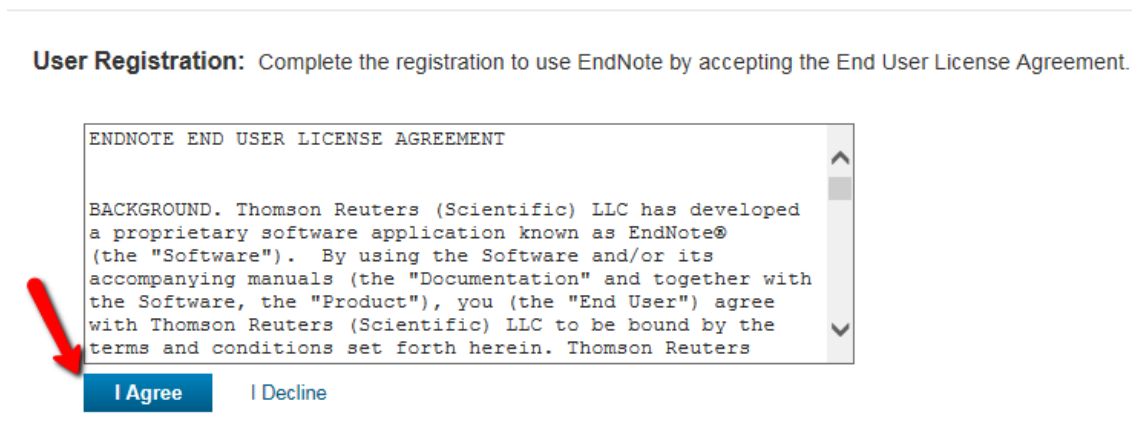 User Registration: Complete the registration to use EndNote by accepting the End User License Agreement.
ENDNOTE END USER LICENSE AGREEMENT
BACKGROUND. Thomson Reuters (Scientific) LLC has developed
a proprietary software application known as EndNote®
(the "Software").  By using the Software and/or its
accompanying manuals (the "Documentation" and together with
the Software, the "Product"), you (the "End User") agree
with Thomson Reuters (Scientific) LLC to be bound by the
terms and conditions set forth herein. Thomson Reuters
I Agree I Decline